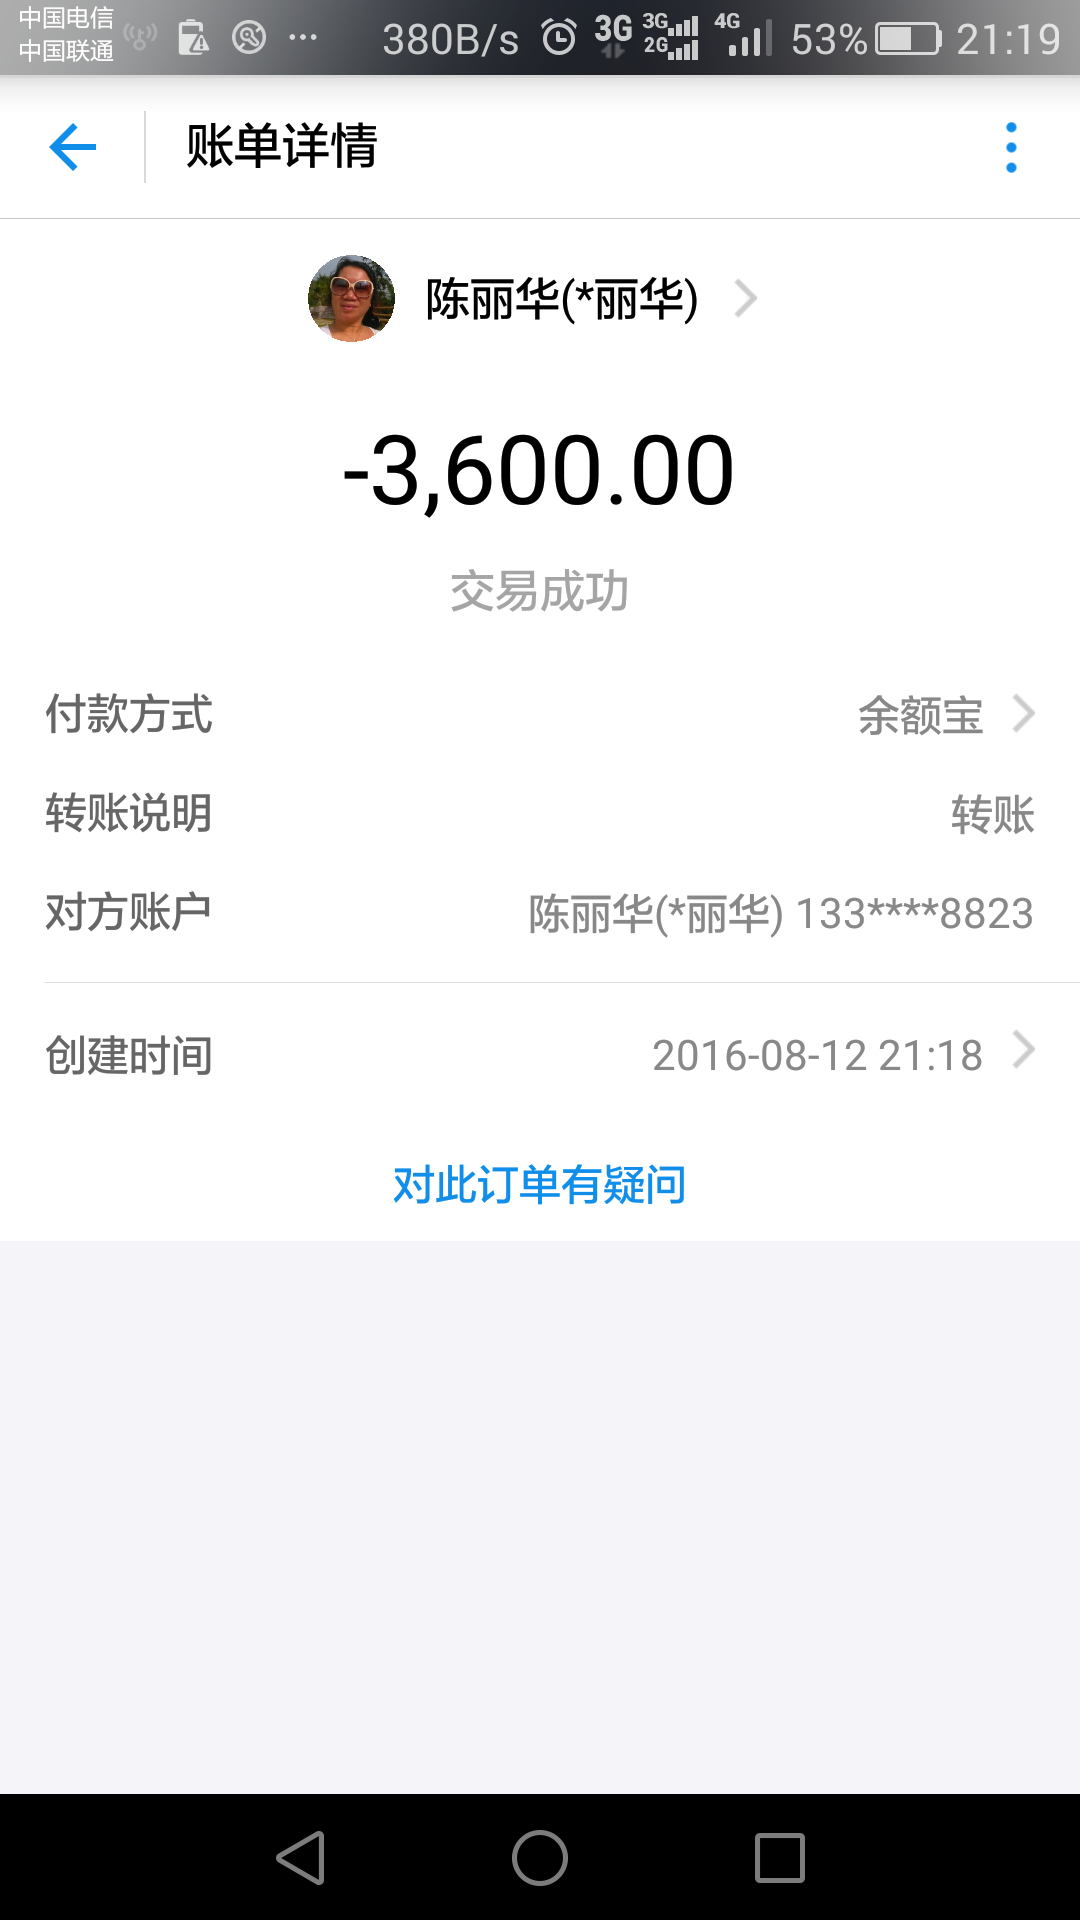 中国电信
中国联通
380B/s 3G 3G 2G 4G 53% 21:19
账单详情
陈丽华(*丽华)
-3,600.00
交易成功
付款方式 余额宝
转账说明 转账
对方账户 陈丽华(*丽华) 133****8823
创建时间 2016-08-12 21:18
对此订单有疑问